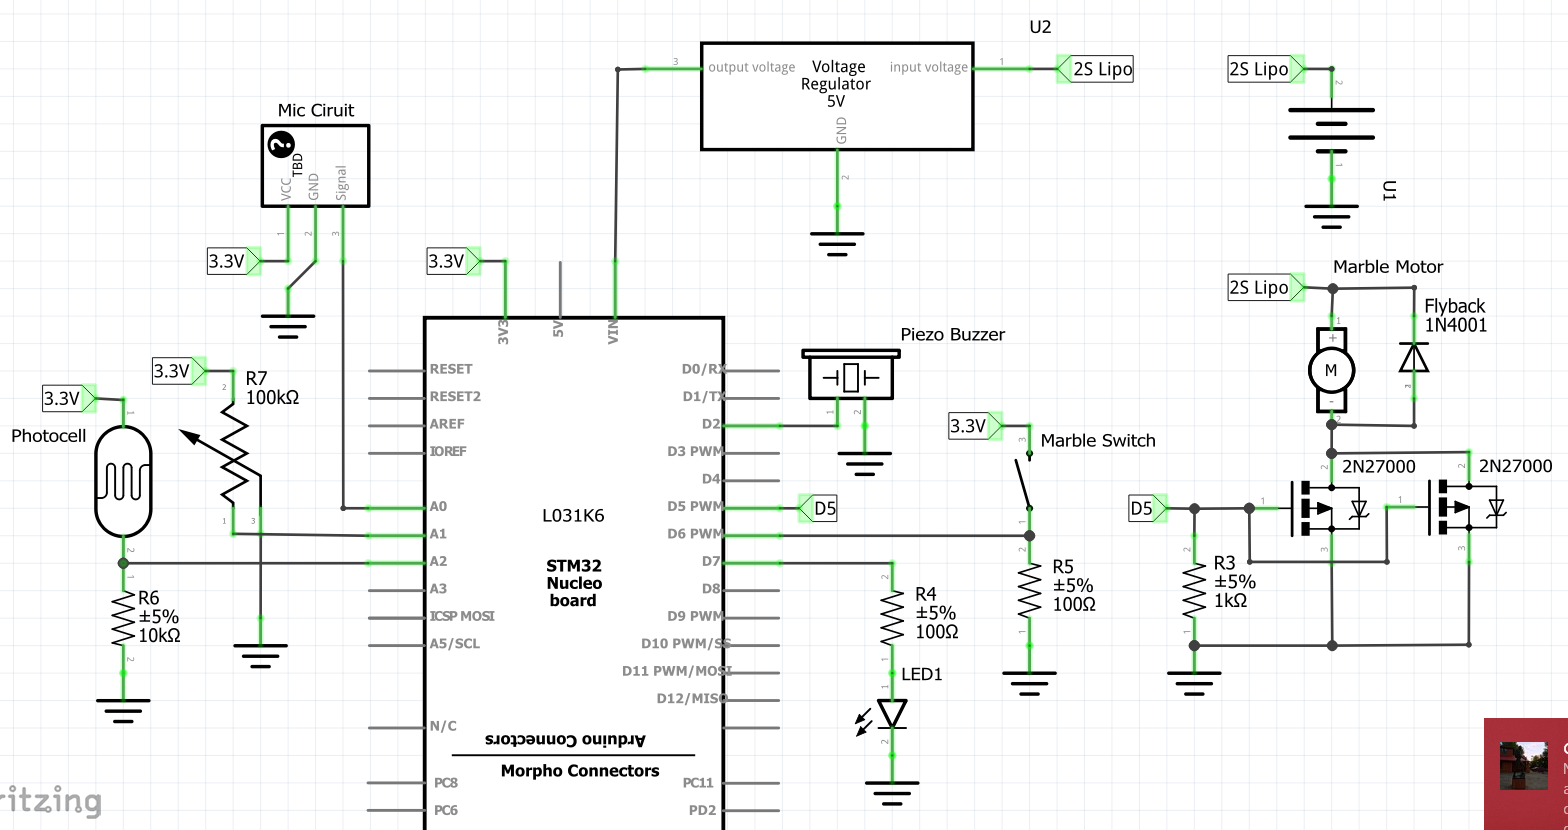 U2
3
output voltage
Voltage
Regulator
5V
input voltage
1
2S Lipo
GND
2
2S Lipo
2
1
U1
Mic Ciruit
?
TBD
VCC
GND
Signal
1
2
3
3.3V
3.3V
3V3
5V
VIN
Marble Motor
2S Lipo
Flyback
1N4001
1
+
M
-
2
2
3.3V
R7
100kΩ
2
1
3
3.3V
1
Photocell
2
1
R6
±5%
10kΩ
2
RESET
RESET2
AREF
IOREF
A0
A1
A2
A3
ICSP MOSI
A5/SCL
N/C
PC8
PC6
L031K6
STM32
Nucleo
board
Arduino Connectors
Morpho Connectors
D0/RX
D1/TX
D2
D3 PWM
D4
D5 PWM
D6 PWM
D7
D8
D9 PWM
D10 PWM/SS
D11 PWM/MOSI
D12/MISO
PC11
PD2
Piezo Buzzer
1
2
D5
3.3V
3
Marble Switch
1
2
R5
±5%
100Ω
1
2
R4
±5%
100Ω
1
LED1
1
2
D5
2N27000
2N27000
2
1
3
2
1
3
2
R3
±5%
1kΩ
1
ritzing